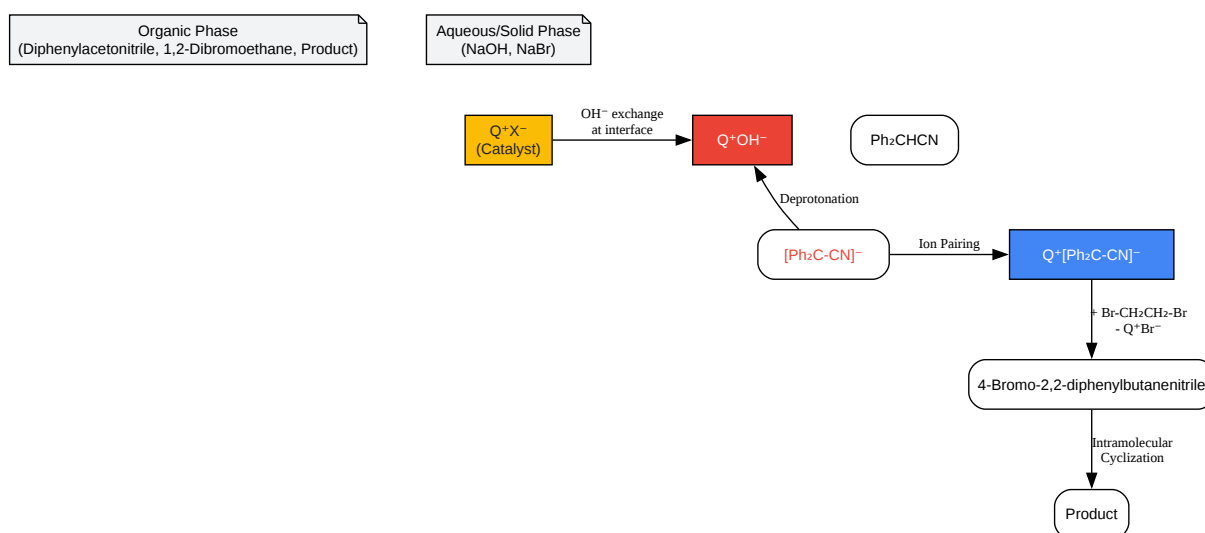 Organic Phase
(Diphenylacetonitrile, 1,2-Dibromoethane, Product)
Aqueous/Solid Phase
(NaOH, NaBr)
Q⁺X⁻
(Catalyst)
OH⁻ exchange
at interface
Q⁺OH⁻
Ph₂CHCN
Deprotonation
[Ph₂C-CN]⁻
Ion Pairing
Q⁺[Ph₂C-CN]⁻
+ Br-CH₂CH₂-Br
- Q⁺Br⁻
4-Bromo-2,2-diphenylbutanenitrile
Intramolecular
Cyclization
Product